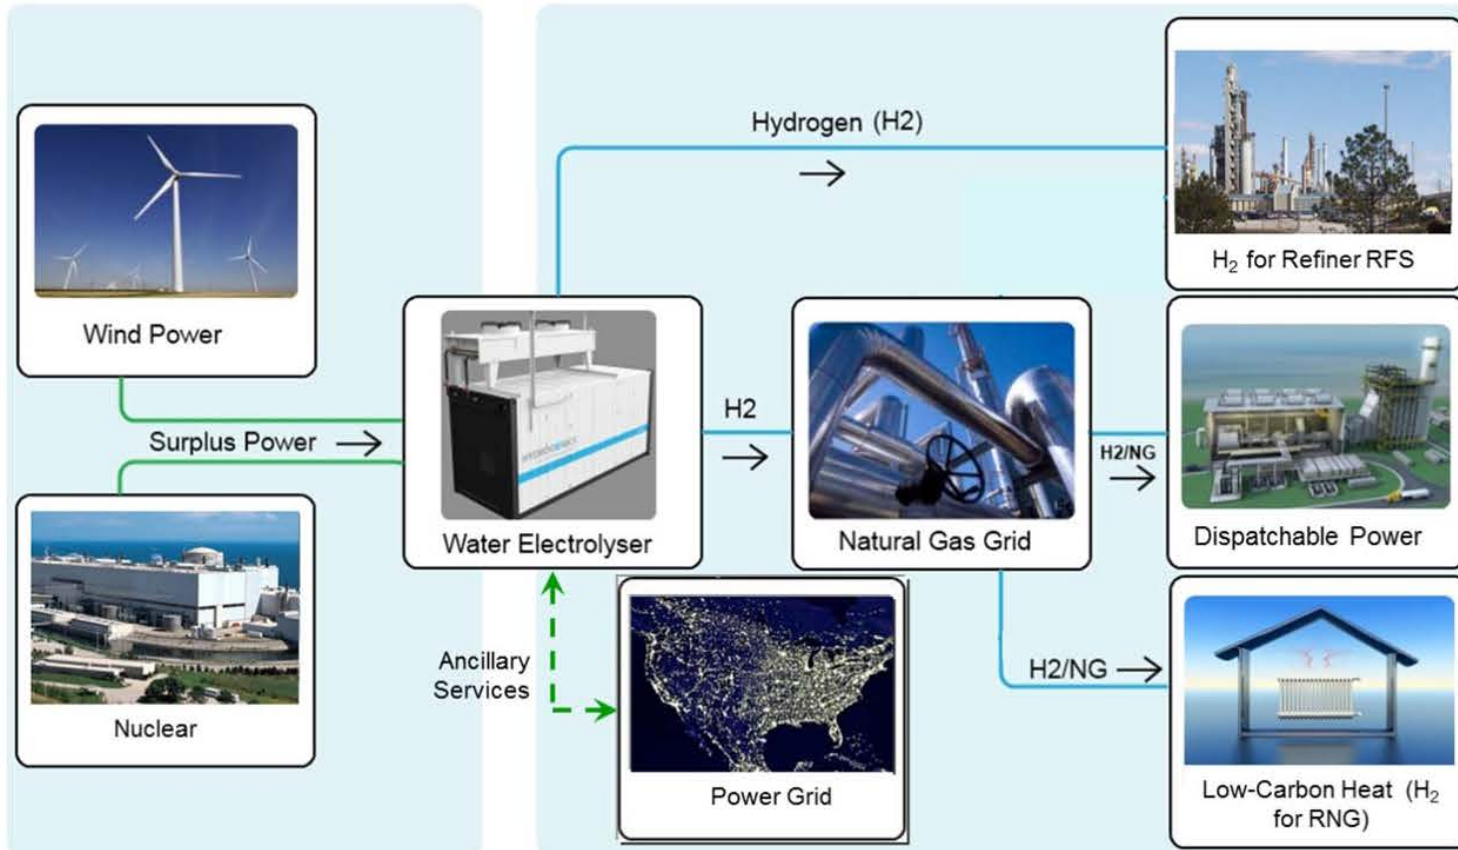 Hydrogen (H2)
H₂ for Refiner RFS
Wind Power
Surplus Power
H2
H2/NG
Water Electrolyser
Natural Gas Grid
Dispatchable Power
Nuclear
Ancillary
Services
Power Grid
H2/NG
Low-Carbon Heat (H₂
for RNG)